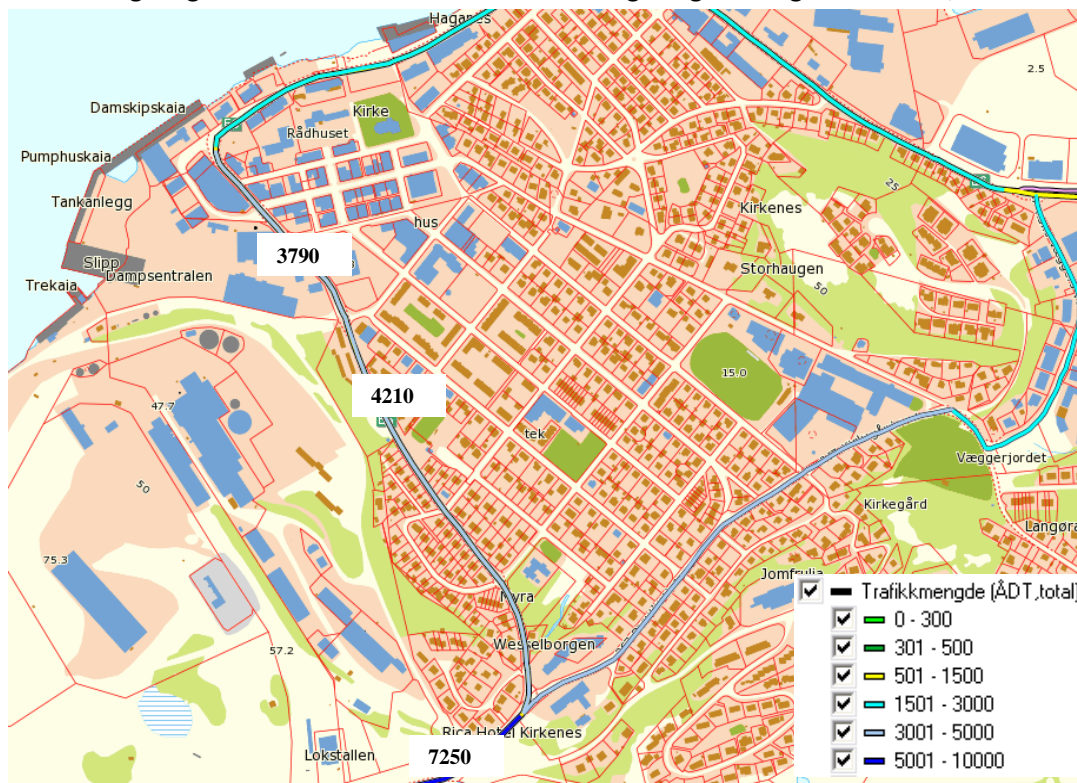 Haganes
2.5
Damskipskaia
Kirke
Rådhuset
Pumphuskaia
25
Tankanlegg
Kirkenes
hus
3790
Slipp
Dampsentralen
Storhaugen
Trekaia
50
15.0
4210
47.7
tek
Væggerjordet
50
Kirkegård
Langøra
75.3
Jomfrulia
Myra
Trafikkmengde (ÅDT,total)
0 - 300
Wesselborgen
301 - 500
57.2
501 - 1500
1501 - 3000
Rica Hotel Kirkenes
3001 - 5000
Lokstallen
7250
5001 - 10000